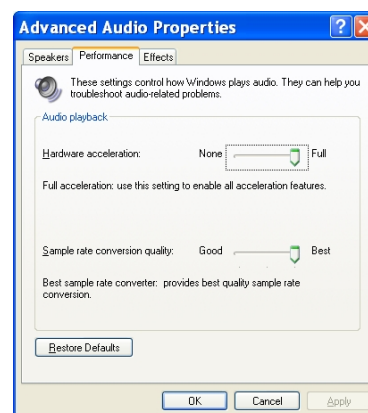 Advanced Audio Properties
Speakers Performance Effects
These settings control how Windows plays audio. They can help you
troubleshoot audio-related problems.
Audio playback
Hardware acceleration: None Full
Full acceleration: use this setting to enable all acceleration features.
Sample rate conversion quality: Good Best
Best sample rate converter: provides best quality sample rate
conversion.
Restore Defaults
OK Cancel Apply